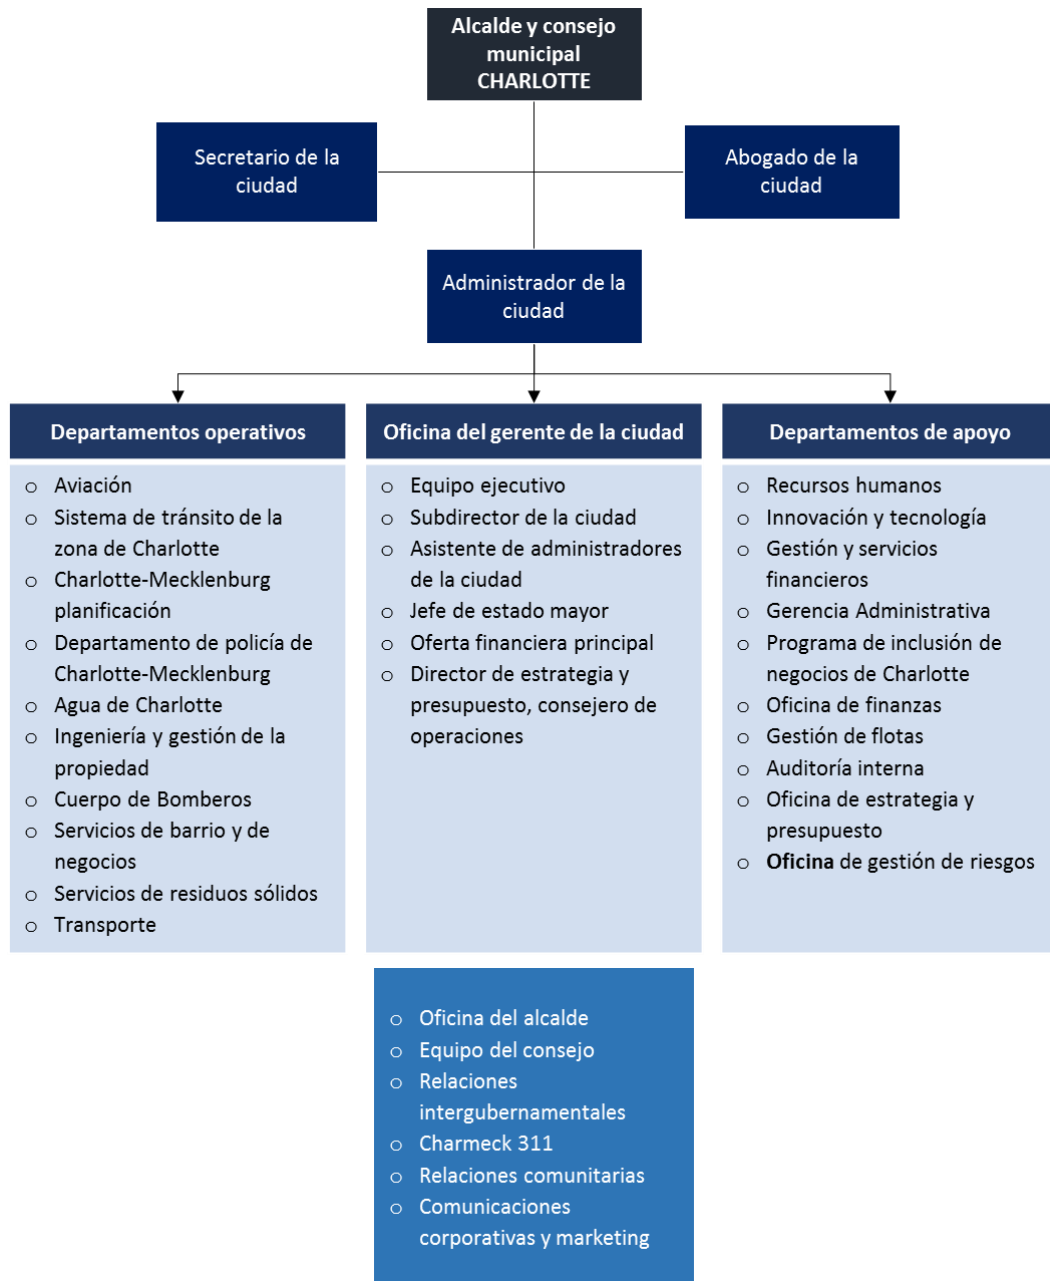 Alcalde y consejo
municipal
CHARLOTTE
Secretario de la
ciudad
Abogado de la
ciudad
Administrador de la
ciudad
Departamentos operativos
o Aviación
o Sistema de tránsito de la
zona de Charlotte
o Charlotte-Mecklenburg
planificación
o Departamento de policía de
Charlotte-Mecklenburg
o Agua de Charlotte
o Ingeniería y gestión de la
propiedad
o Cuerpo de Bomberos
o Servicios de barrio y de
negocios
o Servicios de residuos sólidos
o Transporte
Oficina del gerente de la ciudad
o Equipo ejecutivo
o Subdirector de la ciudad
o Asistente de administradores
de la ciudad
o Jefe de estado mayor
o Oferta financiera principal
o Director de estrategia y
presupuesto, consejero de
operaciones
Departamentos de apoyo
o Recursos humanos
o Innovación y tecnología
o Gestión y servicios
financieros
o Gerencia Administrativa
o Programa de inclusión de
negocios de Charlotte
o Oficina de finanzas
o Gestión de flotas
o Auditoría interna
o Oficina de estrategia y
presupuesto
o Oficina de gestión de riesgos
o Oficina del alcalde
o Equipo del consejo
o Relaciones
intergubernamentales
o Charmeck 311
o Relaciones comunitarias
o Comunicaciones
corporativas y marketing